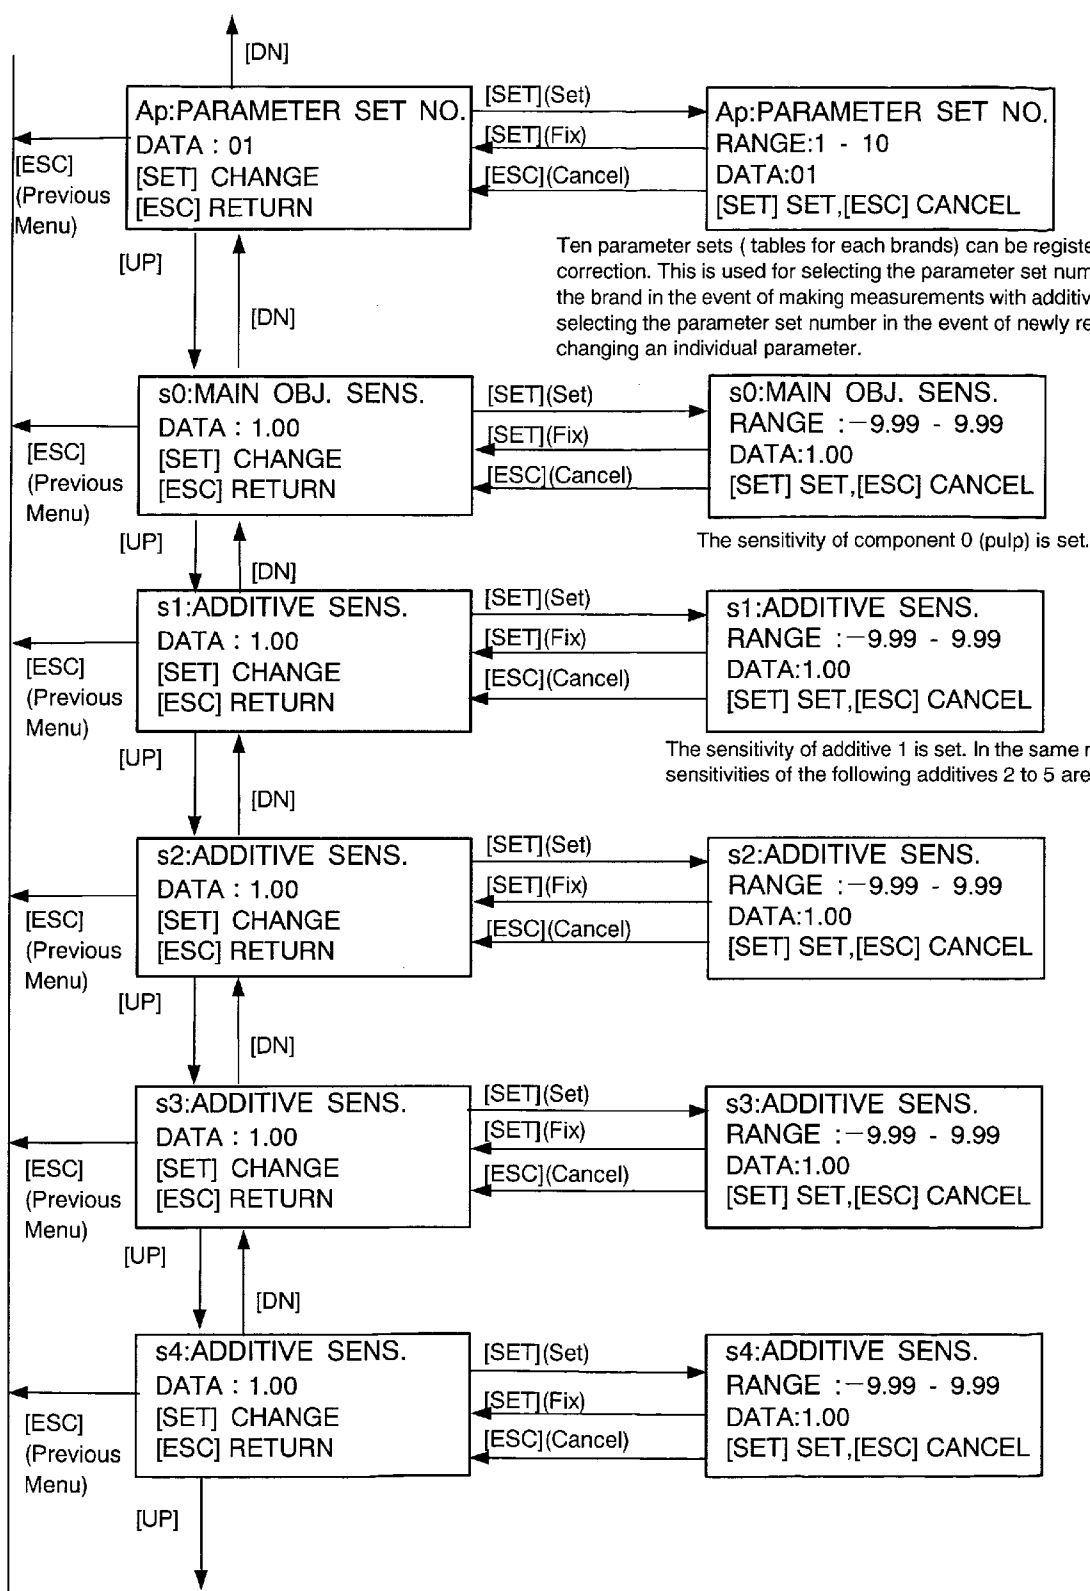 [DN]
Ap:PARAMETER SET NO.
DATA : 01
[SET] CHANGE
[ESC] RETURN
[SET](Set)
[SET](Fix)
[ESC](Cancel)
Ap:PARAMETER SET NO.
RANGE:1 - 10
DATA:01
[SET] SET,[ESC] CANCEL
[ESC]
(Previous
Menu)
Ten parameter sets ( tables for each brands) can be registe
correction. This is used for selecting the parameter set num
the brand in the event of making measurements with additiv
selecting the parameter set number in the event of newly re
changing an individual parameter.
[UP]
[DN]
s0:MAIN OBJ. SENS.
DATA : 1.00
[SET] CHANGE
[ESC] RETURN
[SET](Set)
[SET](Fix)
[ESC](Cancel)
s0:MAIN OBJ. SENS.
RANGE :−9.99 - 9.99
DATA:1.00
[SET] SET,[ESC] CANCEL
[ESC]
(Previous
Menu)
The sensitivity of component 0 (pulp) is set.
[UP]
[DN]
s1:ADDITIVE SENS.
DATA : 1.00
[SET] CHANGE
[ESC] RETURN
[SET](Set)
[SET](Fix)
[ESC](Cancel)
s1:ADDITIVE SENS.
RANGE :−9.99 - 9.99
DATA:1.00
[SET] SET,[ESC] CANCEL
[ESC]
(Previous
Menu)
The sensitivity of additive 1 is set. In the same
sensitivities of the following additives 2 to 5 are
[UP]
[DN]
s2:ADDITIVE SENS.
DATA : 1.00
[SET] CHANGE
[ESC] RETURN
[SET](Set)
[SET](Fix)
[ESC](Cancel)
s2:ADDITIVE SENS.
RANGE :−9.99 - 9.99
DATA:1.00
[SET] SET,[ESC] CANCEL
[ESC]
(Previous
Menu)
[UP]
[DN]
s3:ADDITIVE SENS.
DATA : 1.00
[SET] CHANGE
[ESC] RETURN
[SET](Set)
[SET](Fix)
[ESC](Cancel)
s3:ADDITIVE SENS.
RANGE :−9.99 - 9.99
DATA:1.00
[SET] SET,[ESC] CANCEL
[ESC]
(Previous
Menu)
[UP]
[DN]
s4:ADDITIVE SENS.
DATA : 1.00
[SET] CHANGE
[ESC] RETURN
[SET](Set)
[SET](Fix)
[ESC](Cancel)
s4:ADDITIVE SENS.
RANGE :−9.99 - 9.99
DATA:1.00
[SET] SET,[ESC] CANCEL
[ESC]
(Previous
Menu)
[UP]